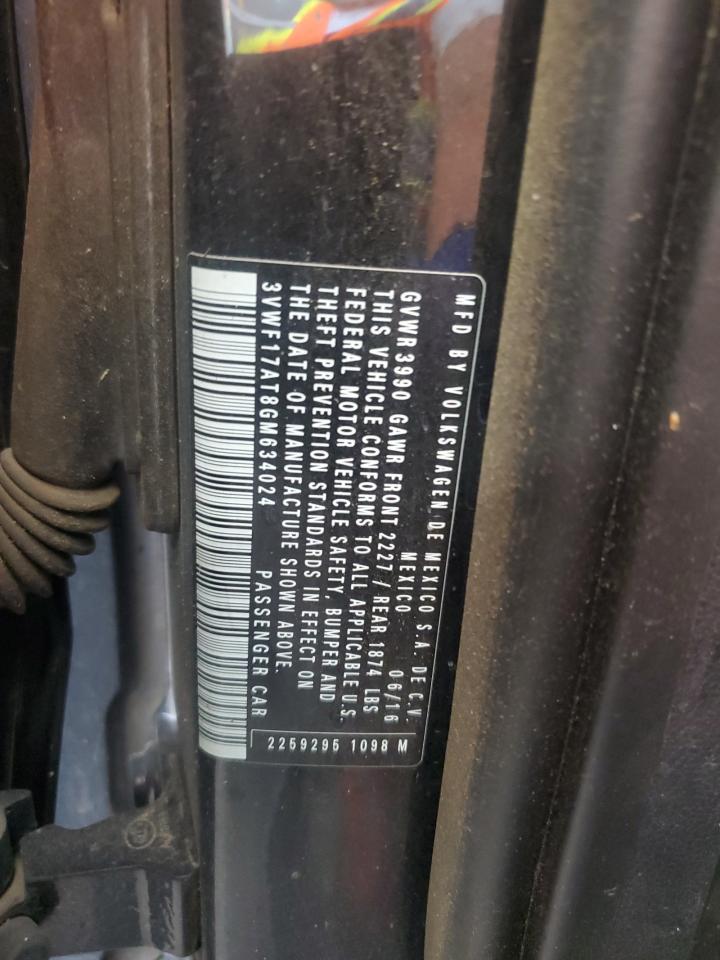 MFD BY VOLKSWAGEN DE MEXICO S.A. DE C.V.
MEXICO 06/16
GVWR 3990 GAWR FRONT 2227 / REAR 1874 LBS
THIS VEHICLE CONFORMS TO ALL APPLICABLE U.S.
FEDERAL MOTOR VEHICLE SAFETY, BUMPER AND
THEFT PREVENTION STANDARDS IN EFFECT ON
THE DATE OF MANUFACTURE SHOWN ABOVE.
3VWF17AT8GM634024 PASSENGER CAR
2259295 1098 M